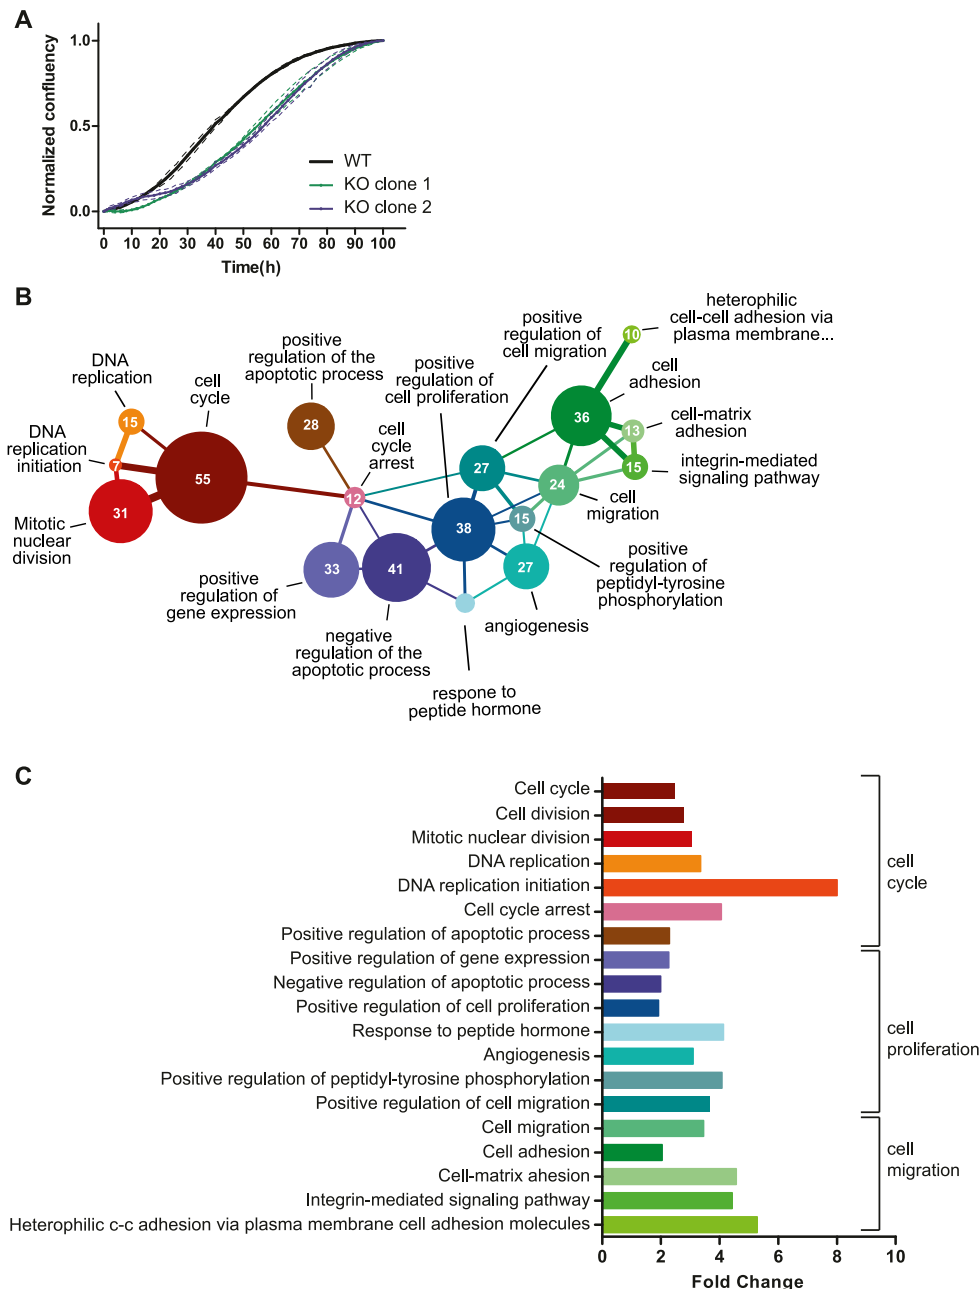 A
Normalized confluency
1.0
0.5
0.0
WT
KO clone 1
KO clone 2
0 10 20 30 40 50 60 70 80 90 100
Time(h)
B
DNA
replication
15
DNA
replication
initiation
7
cell
cycle
55
31
Mitotic
nuclear
division
positive
regulation of the
apoptotic process
28
cell
cycle
arrest
12
positive
regulation of
cell proliferation
38
positive
regulation of
cell migration
27
heterophilic
cell-cell adhesion via
plasma membrane...
10
cell
adhesion
36
cell-matrix
adhesion
13
integrin-mediated
signaling pathway
15
24
cell
migration
15
positive
regulation of
peptidyl-tyrosine
phosphorylation
27
angiogenesis
33
positive
regulation of
gene expression
41
negative
regulation of the
apoptotic process
respone to
peptide hormone
C
Cell cycle
Cell division
Mitotic nuclear division
DNA replication
DNA replication initiation
Cell cycle arrest
Positive regulation of apoptotic process
Positive regulation of gene expression
Negative regulation of apoptotic process
Positive regulation of cell proliferation
Response to peptide hormone
Angiogenesis
Positive regulation of peptidyl-tyrosine phosphorylation
Positive regulation of cell migration
Cell migration
Cell adhesion
Cell-matrix ahesion
Integrin-mediated signaling pathway
Heterophilic c-c adhesion via plasma membrane cell adhesion molecules
cell
cycle
cell
proliferation
cell
migration
0 2 4 6 8 10
Fold Change